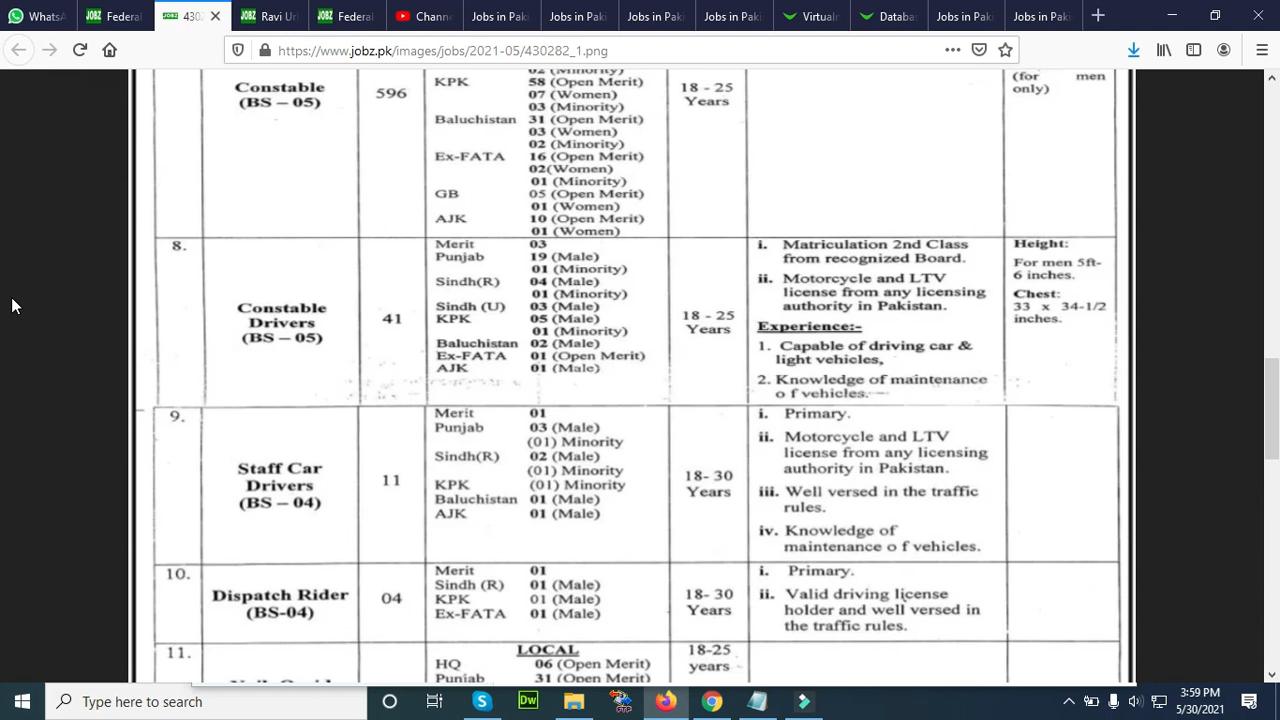 WhatsA
Federal
430
Ravi Url
Federal
Channe
Jobs in Paki
Jobs in Paki
Jobs in Paki
Jobs in Paki
Virtuain
Databas
Jobs in Paki
Jobs in Paki
https://www.jobz.pk/images/jobs/2021-05/430282_1.png
02 (Minority)
Constable
(BS – 05)
596
KPK 58 (Open Merit)
07 (Women)
03 (Minority)
Baluchistan 31 (Open Merit)
03 (Women)
02 (Minority)
Ex-FATA 16 (Open Merit)
02(Women)
01 (Minority)
GB 05 (Open Merit)
01 (Women)
AJK 10 (Open Merit)
01 (Women)
18 - 25
Years
(for men
only)
8.
Constable
Drivers
(BS – 05)
41
Merit 03
Punjab 19 (Male)
01 (Minority)
Sindh(R) 04 (Male)
01 (Minority)
Sindh (U) 03 (Male)
KPK 05 (Male)
01 (Minority)
Baluchistan 02 (Male)
Ex-FATA 01 (Open Merit)
AJK 01 (Male)
18 - 25
Years
i. Matriculation 2nd Class
from recognized Board.
ii. Motorcycle and LTV
license from any licensing
authority in Pakistan.
Experience:-
1. Capable of driving car &
light vehicles,
2. Knowledge of maintenance
o f vehicles.
Height:
For men 5ft-
6 inches.
Chest:
33 x 34-1/2
inches.
9.
Staff Car
Drivers
(BS – 04)
11
Merit 01
Punjab 03 (Male)
(01) Minority
Sindh(R) 02 (Male)
(01) Minority
KPK (01) Minority
Baluchistan 01 (Male)
AJK 01 (Male)
18- 30
Years
i. Primary.
ii. Motorcycle and LTV
license from any licensing
authority in Pakistan.
iii. Well versed in the traffic
rules.
iv. Knowledge of
maintenance o f vehicles.
10.
Dispatch Rider
(BS-04)
04
Merit 01
Sindh (R) 01 (Male)
KPK 01 (Male)
Ex-FATA 01 (Male)
18- 30
Years
i. Primary.
ii. Valid driving license
holder and well versed in
the traffic rules.
11.
LOCAL
HQ 06 (Open Merit)
Punjab 31 (Open Merit)
18-25
years
Type here to search
3:59 PM
5/30/2021